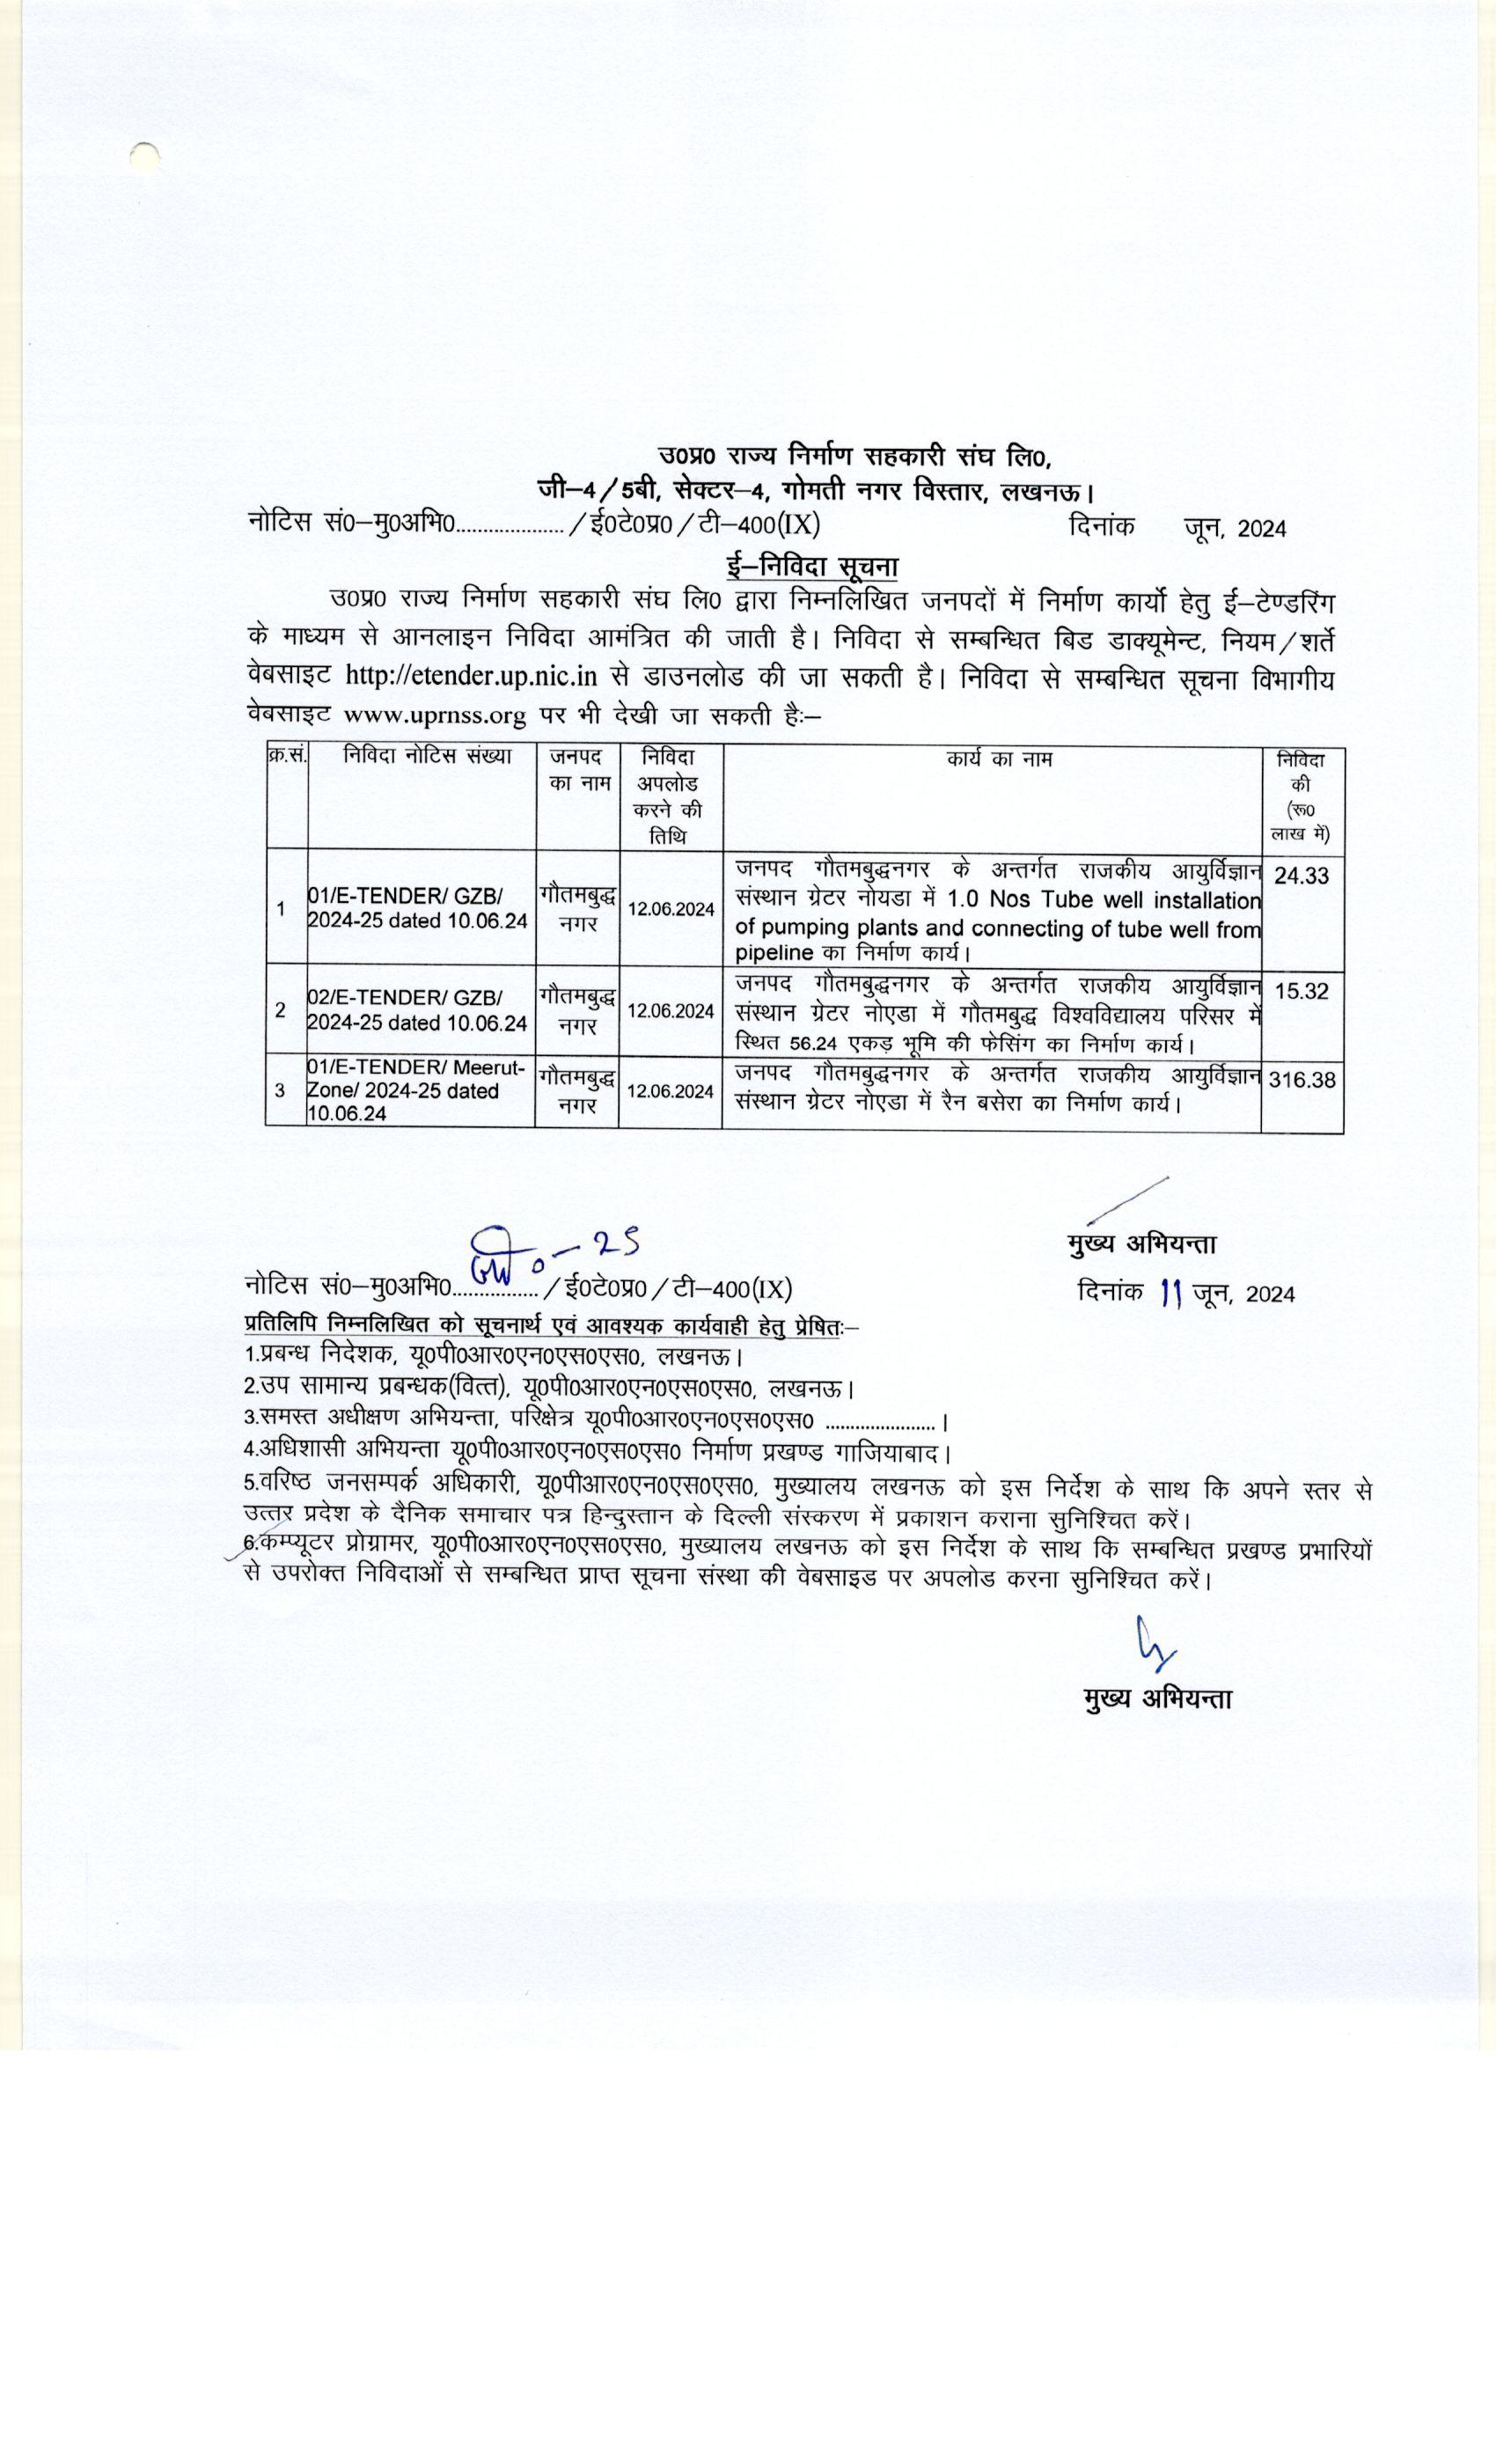 उ0प्र0 राज्य निर्माण सहकारी संघ लि0,
जी–4/5बी, सेक्टर–4, गोमती नगर विस्तार, लखनऊ।
नोटिस सं0–मु0अभि0................... /ई0टे0प्र0/टी–400(IX) दिनांक जून, 2024
ई–निविदा सूचना
उ0प्र0 राज्य निर्माण सहकारी संघ लि0 द्वारा निम्नलिखित जनपदों में निर्माण कार्यो हेतु ई–टेण्डरिंग
के माध्यम से आनलाइन निविदा आमंत्रित की जाती है। निविदा से सम्बन्धित बिड डाक्यूमेन्ट, नियम/शर्ते
वेबसाइट http://etender.up.nic.in से डाउनलोड की जा सकती है। निविदा से सम्बन्धित सूचना विभागीय
वेबसाइट www.uprnss.org पर भी देखी जा सकती हैः–
क्र.सं. निविदा नोटिस संख्या जनपद का नाम निविदा अपलोड करने की तिथि कार्य का नाम निविदा की (रू0 लाख में)
1 01/E-TENDER/ GZB/ 2024-25 dated 10.06.24 गौतमबुद्ध नगर 12.06.2024 जनपद गौतमबुद्धनगर के अन्तर्गत राजकीय आयुर्विज्ञान 24.33
संस्थान ग्रेटर नोयडा में 1.0 Nos Tube well installation
of pumping plants and connecting of tube well from
pipeline का निर्माण कार्य।
2 02/E-TENDER/ GZB/ 2024-25 dated 10.06.24 गौतमबुद्ध नगर 12.06.2024 जनपद गौतमबुद्धनगर के अन्तर्गत राजकीय आयुर्विज्ञान 15.32
संस्थान ग्रेटर नोएडा में गौतमबुद्ध विश्वविद्यालय परिसर में
स्थित 56.24 एकड़ भूमि की फेसिंग का निर्माण कार्य।
3 01/E-TENDER/ Meerut-Zone/ 2024-25 dated 10.06.24 गौतमबुद्ध नगर 12.06.2024 जनपद गौतमबुद्धनगर के अन्तर्गत राजकीय आयुर्विज्ञान 316.38
संस्थान ग्रेटर नोएडा में रैन बसेरा का निर्माण कार्य।
मुख्य अभियन्ता
नोटिस सं0–मु0अभि0............... /ई0टे0प्र0/टी–400(IX) दिनांक 11 जून, 2024
प्रतिलिपि निम्नलिखित को सूचनार्थ एवं आवश्यक कार्यवाही हेतु प्रेषितः–
1.प्रबन्ध निदेशक, यू0पी0आर0एन0एस0एस0, लखनऊ।
2.उप सामान्य प्रबन्धक(वित्त), यू0पी0आर0एन0एस0एस0, लखनऊ।
3.समस्त अधीक्षण अभियन्ता, परिक्षेत्र यू0पी0आर0एन0एस0एस0 ......................।
4.अधिशासी अभियन्ता यू0पी0आर0एन0एस0एस0 निर्माण प्रखण्ड गाजियाबाद।
5.वरिष्ठ जनसम्पर्क अधिकारी, यू0पीआर0एन0एस0एस0, मुख्यालय लखनऊ को इस निर्देश के साथ कि अपने स्तर से
उत्तर प्रदेश के दैनिक समाचार पत्र हिन्दुस्तान के दिल्ली संस्करण में प्रकाशन कराना सुनिश्चित करें।
6.कम्प्यूटर प्रोग्रामर, यू0पी0आर0एन0एस0एस0, मुख्यालय लखनऊ को इस निर्देश के साथ कि सम्बन्धित प्रखण्ड प्रभारियों
से उपरोक्त निविदाओं से सम्बन्धित प्राप्त सूचना संस्था की वेबसाइड पर अपलोड करना सुनिश्चित करें।
मुख्य अभियन्ता